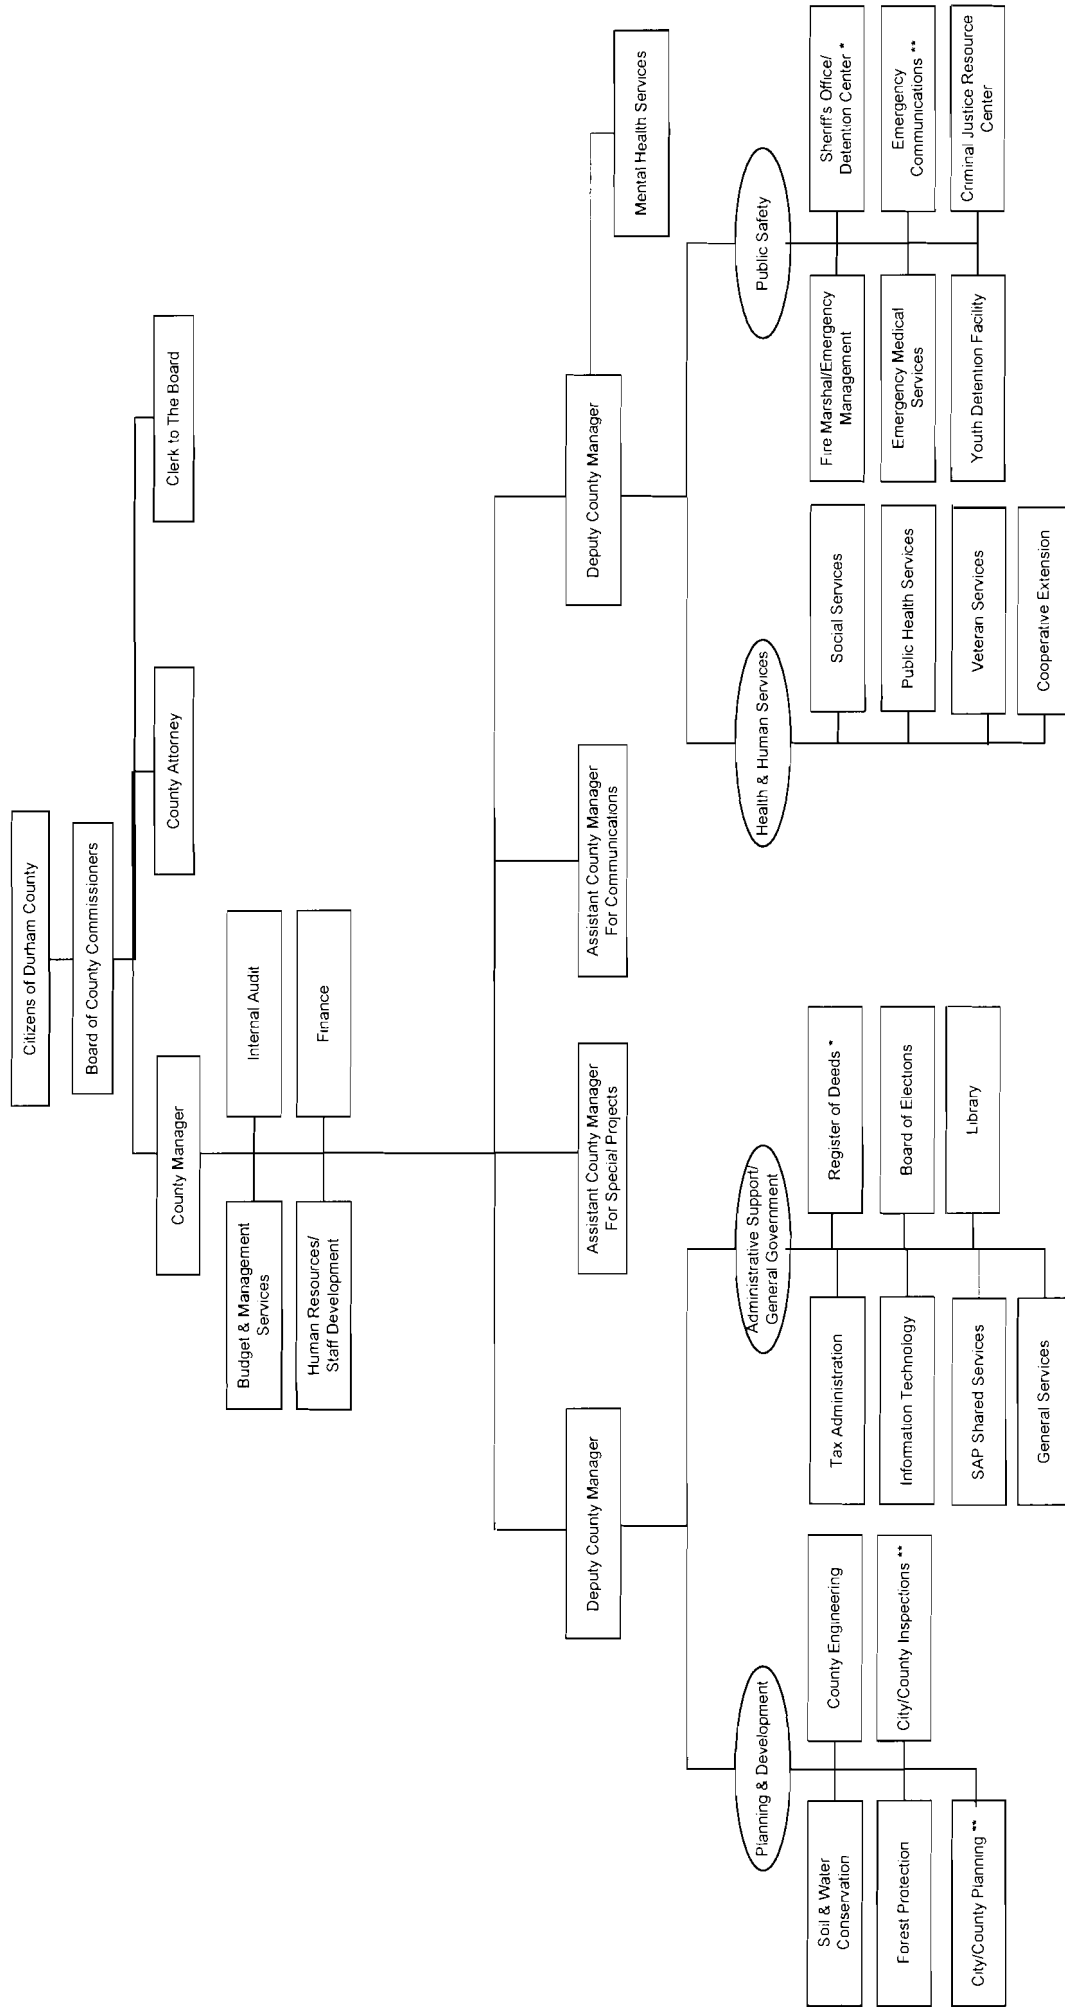 Citizens of Durham County
Board of County Commissioners
County Manager
County Attorney
Clerk to The Board
Budget & Management
Services
Internal Audit
Human Resources/
Staff Development
Finance
Deputy County Manager
Assistant County Manager
For Special Projects
Assistant County Manager
For Communications
Deputy County Manager
Mental Health Services
Planning & Development
Administrative Support/
General Government
Health & Human Services
Public Safety
Soil & Water
Conservation
County Engineering
Forest Protection
City/County Inspections **
City/County Planning **
Tax Administration
Register of Deeds *
Information Technology
Board of Elections
SAP Shared Services
Library
General Services
Social Services
Public Health Services
Veteran Services
Cooperative Extension
Fire Marshal/Emergency
Management
Sheriff's Office/
Detention Center *
Emergency Medical
Services
Emergency
Communications **
Youth Detention Facility
Criminal Justice Resource
Center